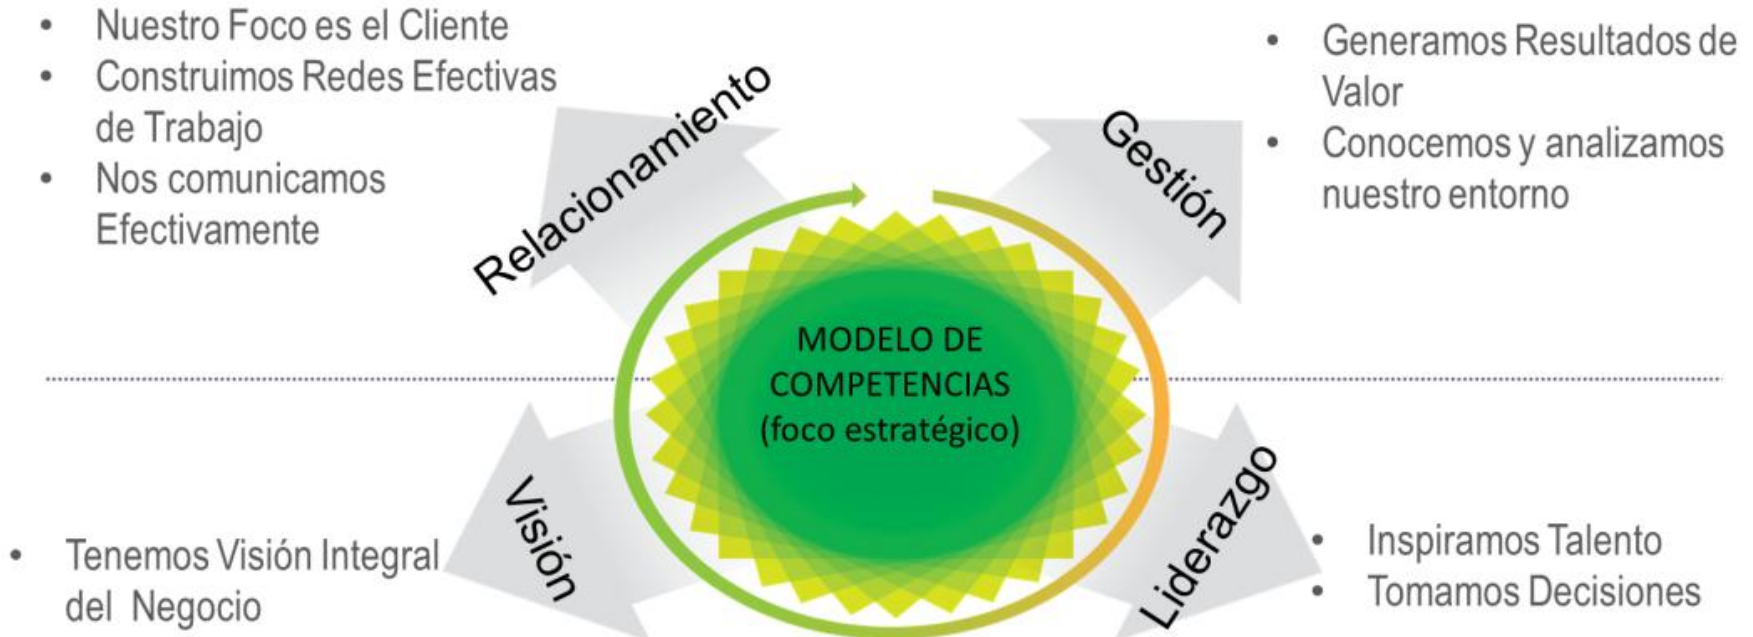 • Nuestro Foco es el Cliente
• Construimos Redes Efectivas
de Trabajo
• Nos comunicamos
Efectivamente
Relacionamiento
Gestión
• Generamos Resultados de
Valor
• Conocemos y analizamos
nuestro entorno
MODELO DE
COMPETENCIAS
(foco estratégico)
• Tenemos Visión Integral
del Negocio
Visión
Liderazgo
• Inspiramos Talento
• Tomamos Decisiones